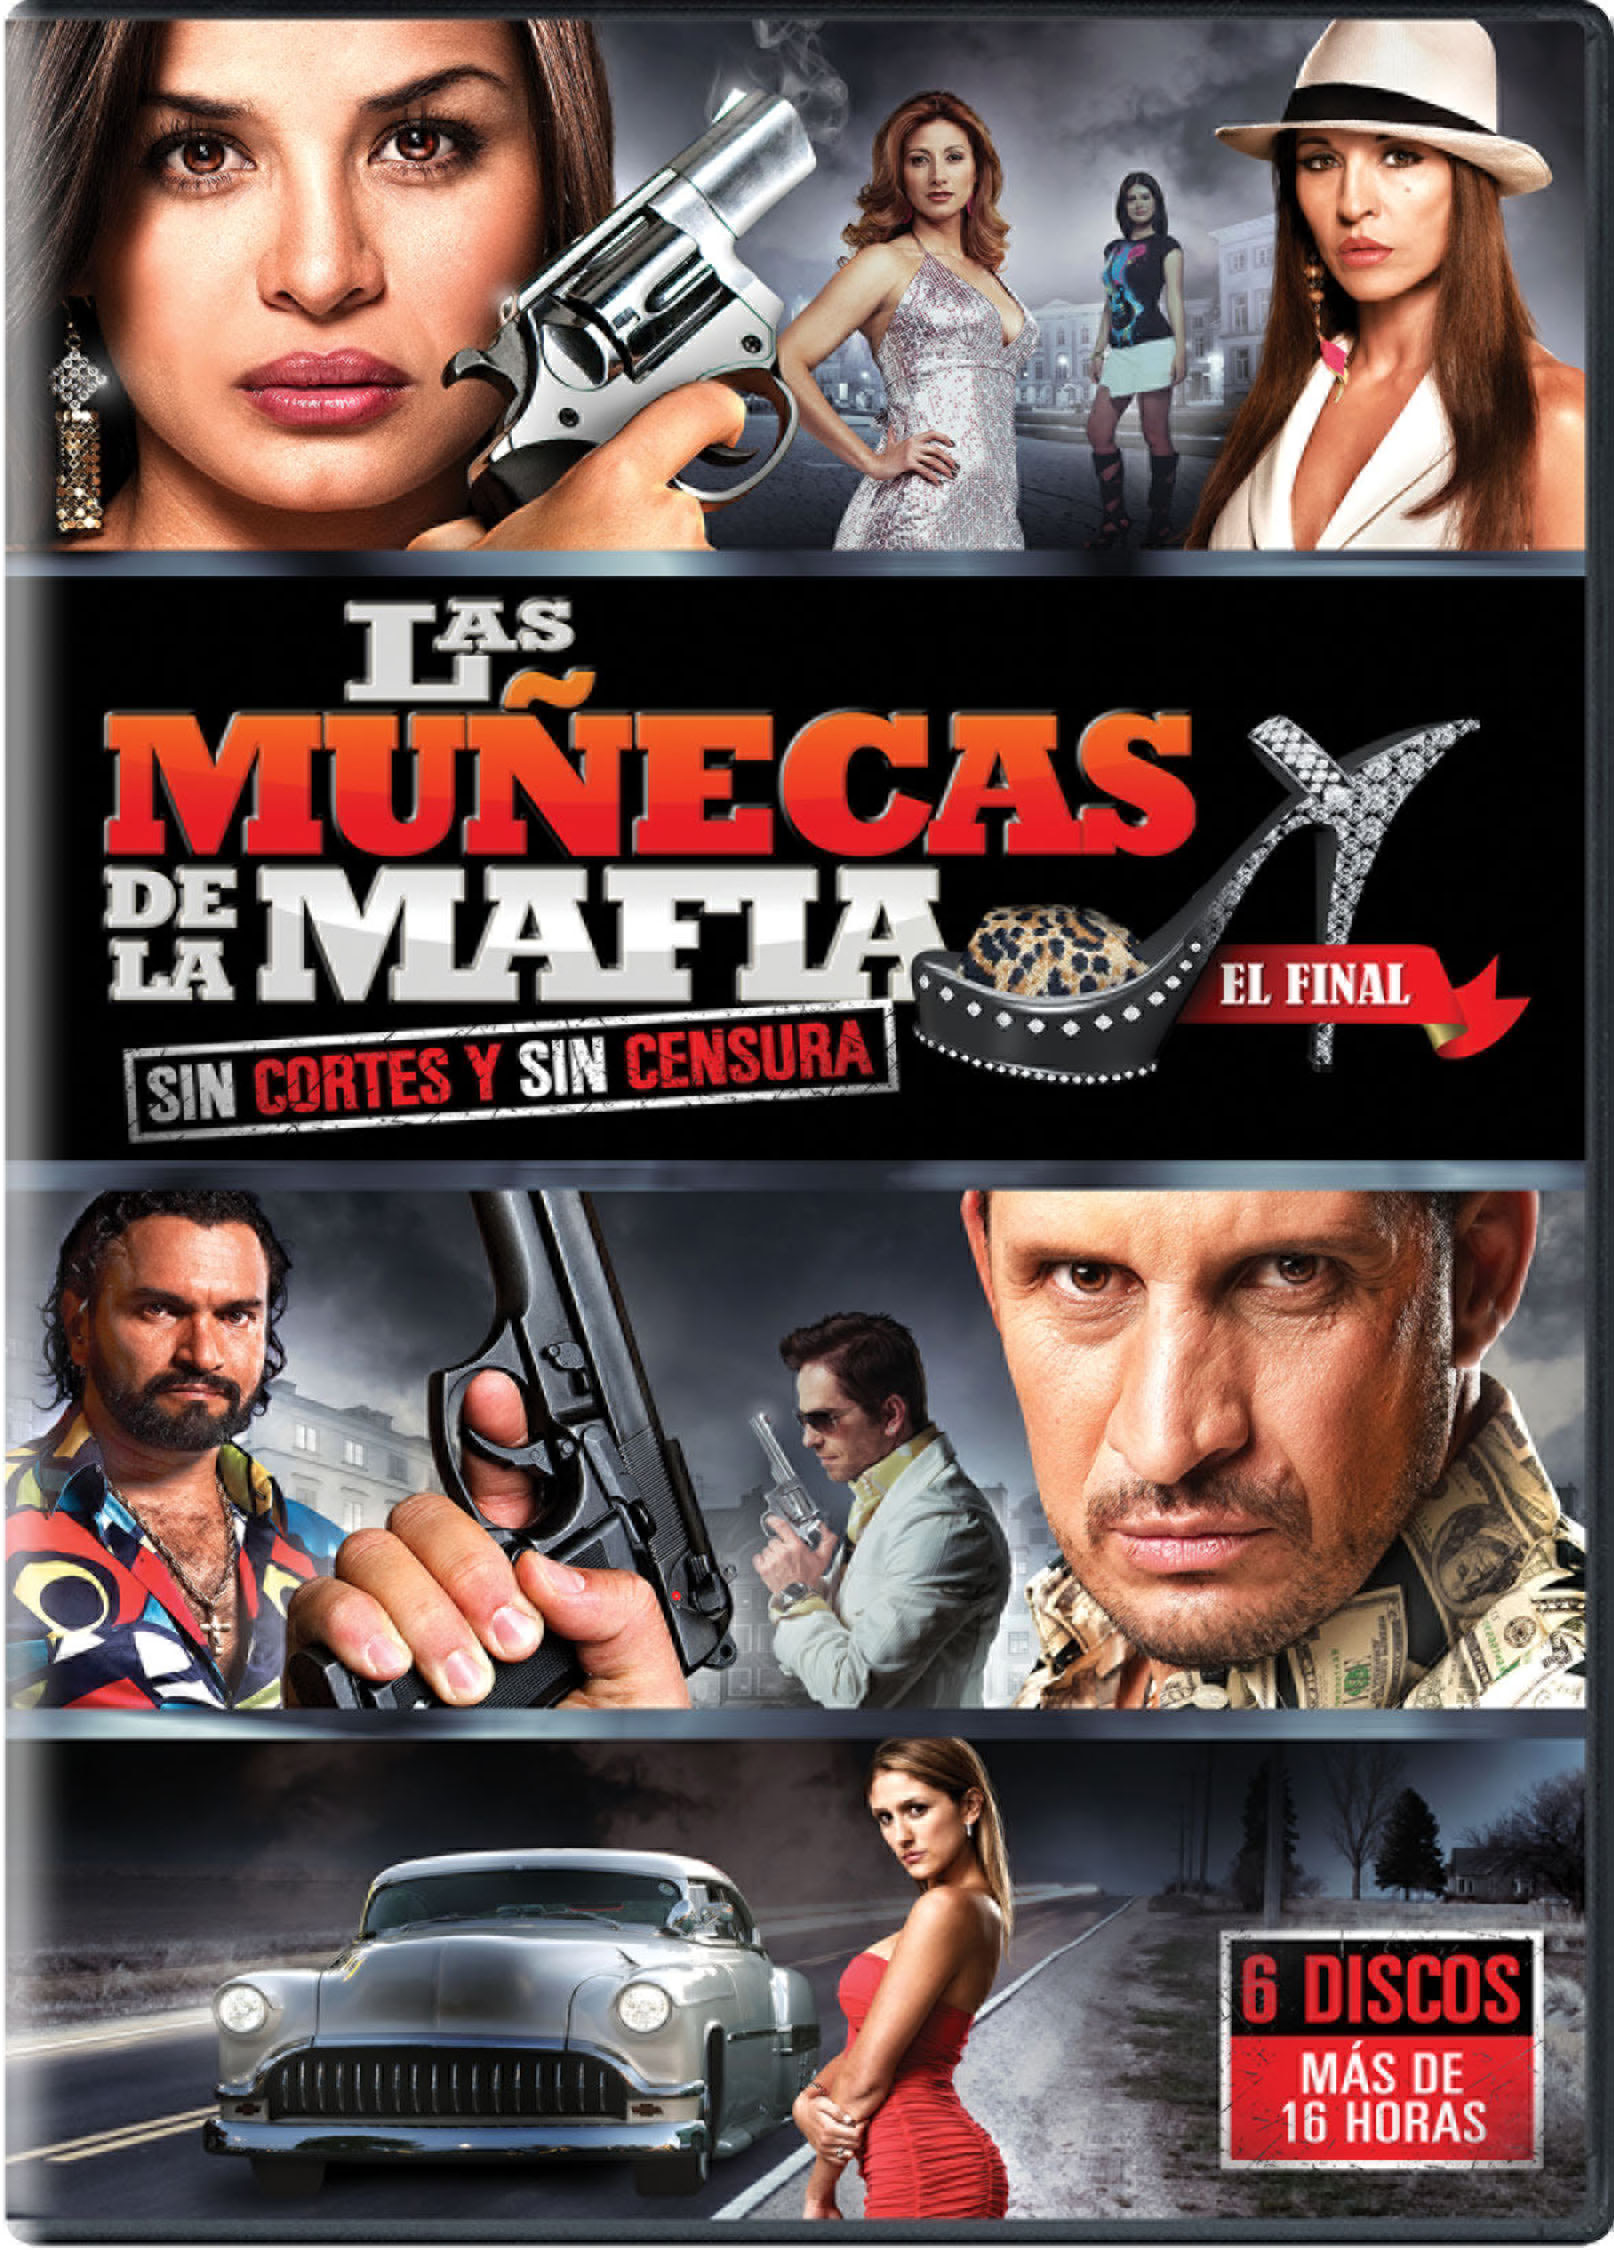 LAS
MUÑECAS
DE LA MAFIA
EL FINAL
SIN CORTES Y SIN CENSURA
6 DISCOS
MÁS DE
16 HORAS